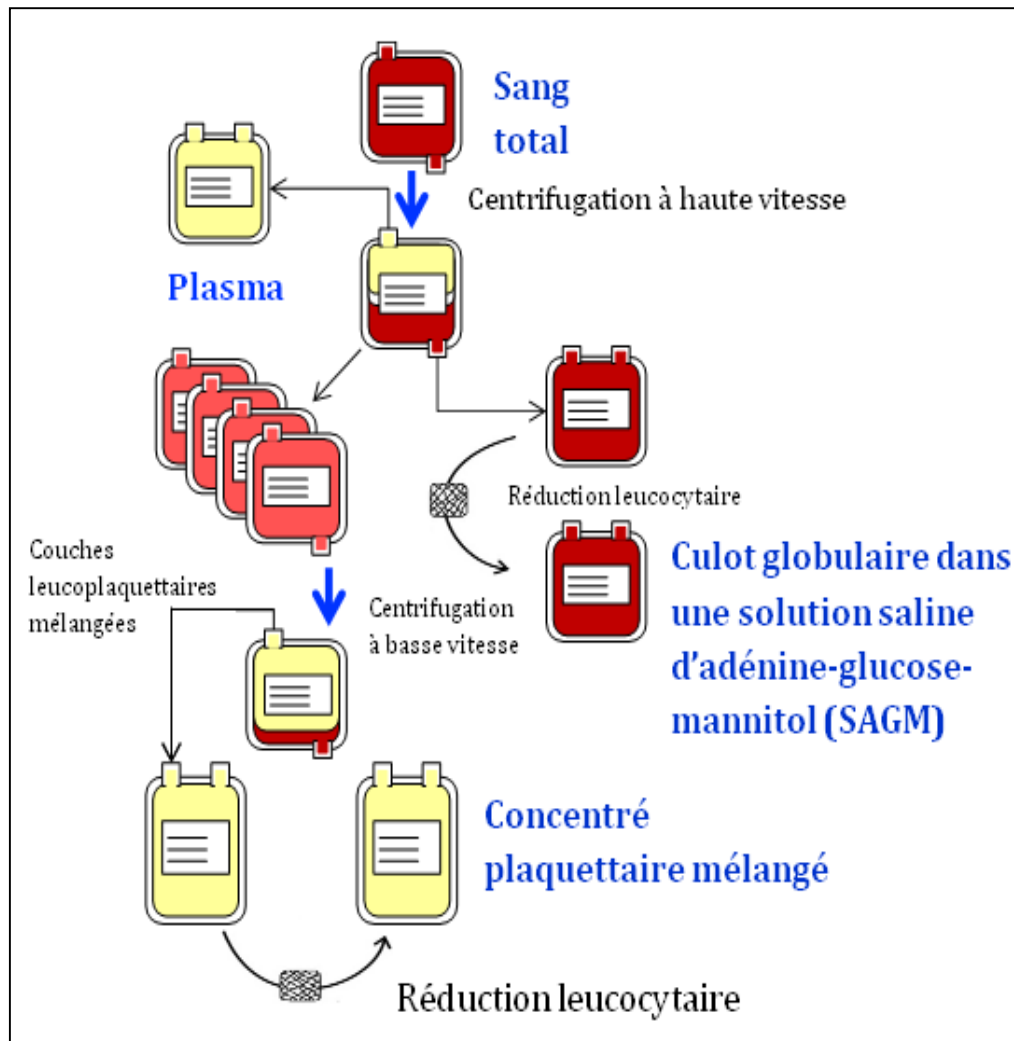 Sang
total
Centrifugation à haute vitesse
Plasma
Réduction leucocytaire
Couches
leucoplaquettaires
mélangées
Centrifugation
à basse vitesse
Culot globulaire dans
une solution saline
d'adénine-glucose-
mannitol (SAGM)
Concentré
plaquettaire mélangé
Réduction leucocytaire